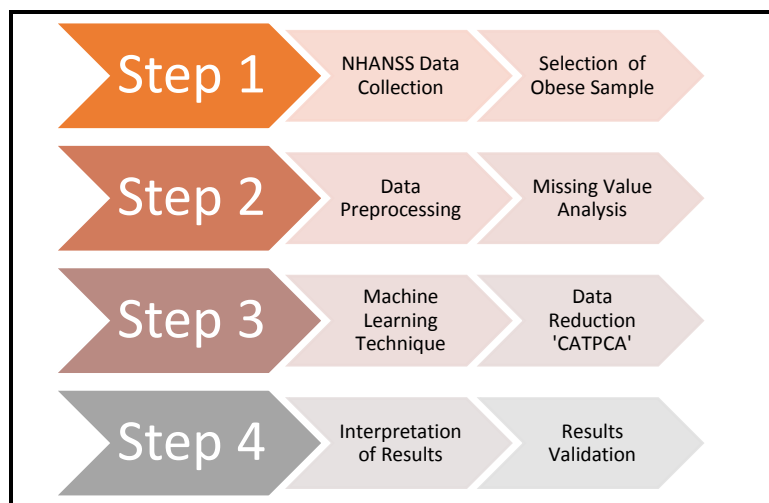 Step 1
NHANSS Data
Collection
Selection of
Obese Sample
Step 2
Data
Preprocessing
Missing Value
Analysis
Step 3
Machine
Learning
Technique
Data
Reduction
'CATPCA'
Step 4
Interpretation
of Results
Results
Validation